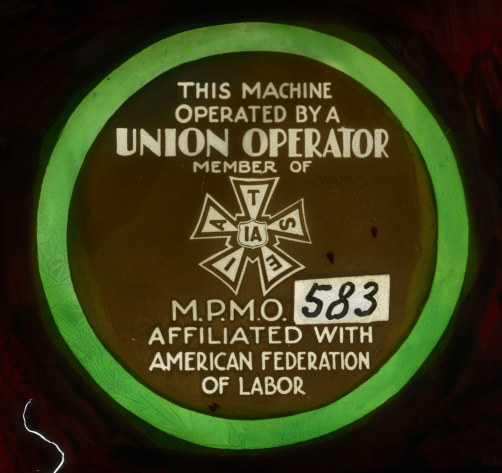 THIS MACHINE
OPERATED BY A
UNION OPERATOR
MEMBER OF
T
A IA S
I E
M.P.M.O. 583
AFFILIATED WITH
AMERICAN FEDERATION
OF LABOR